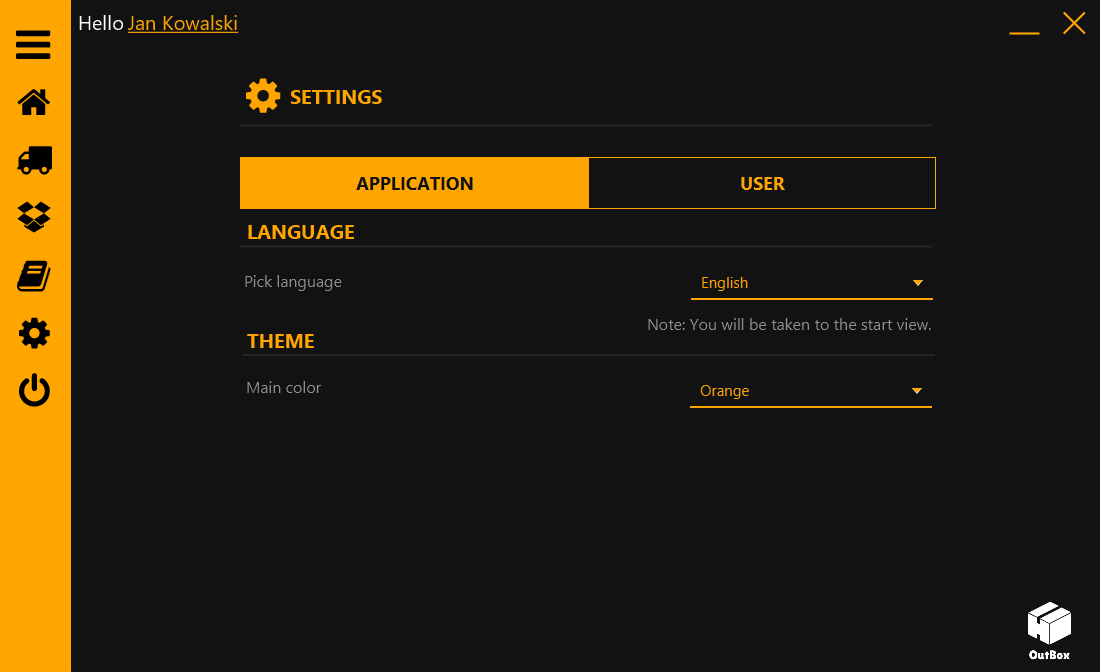 Hello Jan Kowalski
SETTINGS
APPLICATION
USER
LANGUAGE
Pick language
English
Note: You will be taken to the start view.
THEME
Main color
Orange
OutBox